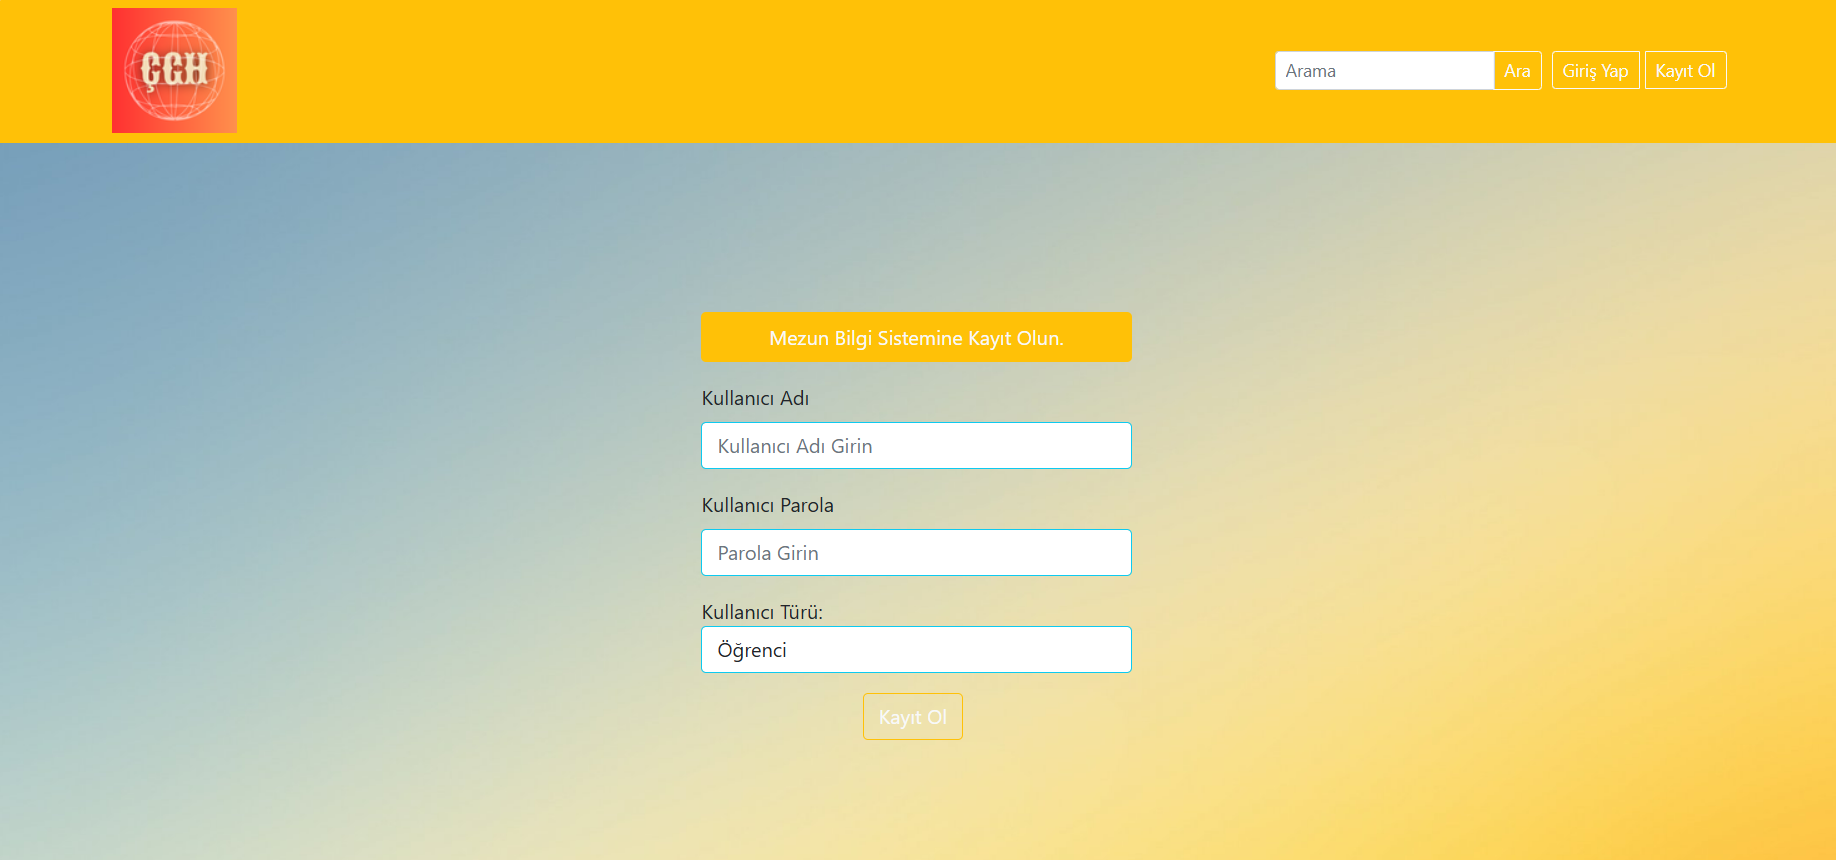 ÇGH
Arama
Ara
Giriş Yap
Kayıt Ol
Mezun Bilgi Sistemine Kayıt Olun.
Kullanıcı Adı
Kullanıcı Adı Girin
Kullanıcı Parola
Parola Girin
Kullanıcı Türü:
Öğrenci
Kayıt Ol